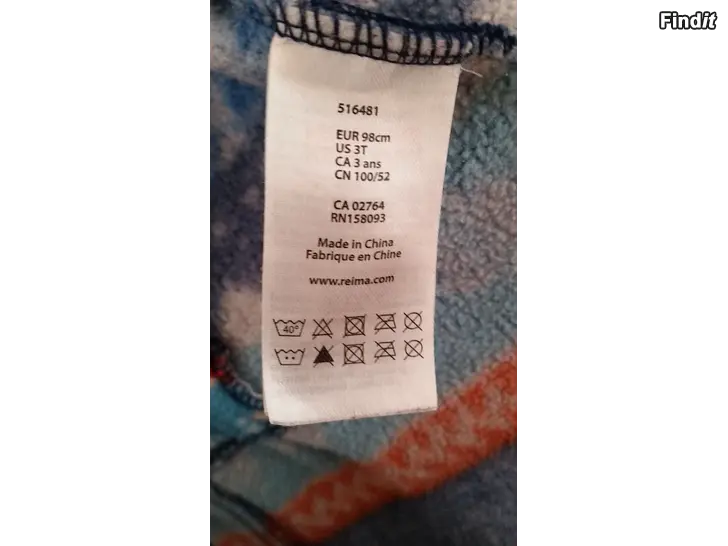 Findit
516481
EUR 98cm
US 3T
CA 3 ans
CN 100/52
CA 02764
RN158093
Made in China
Fabrique en Chine
www.reima.com
40°